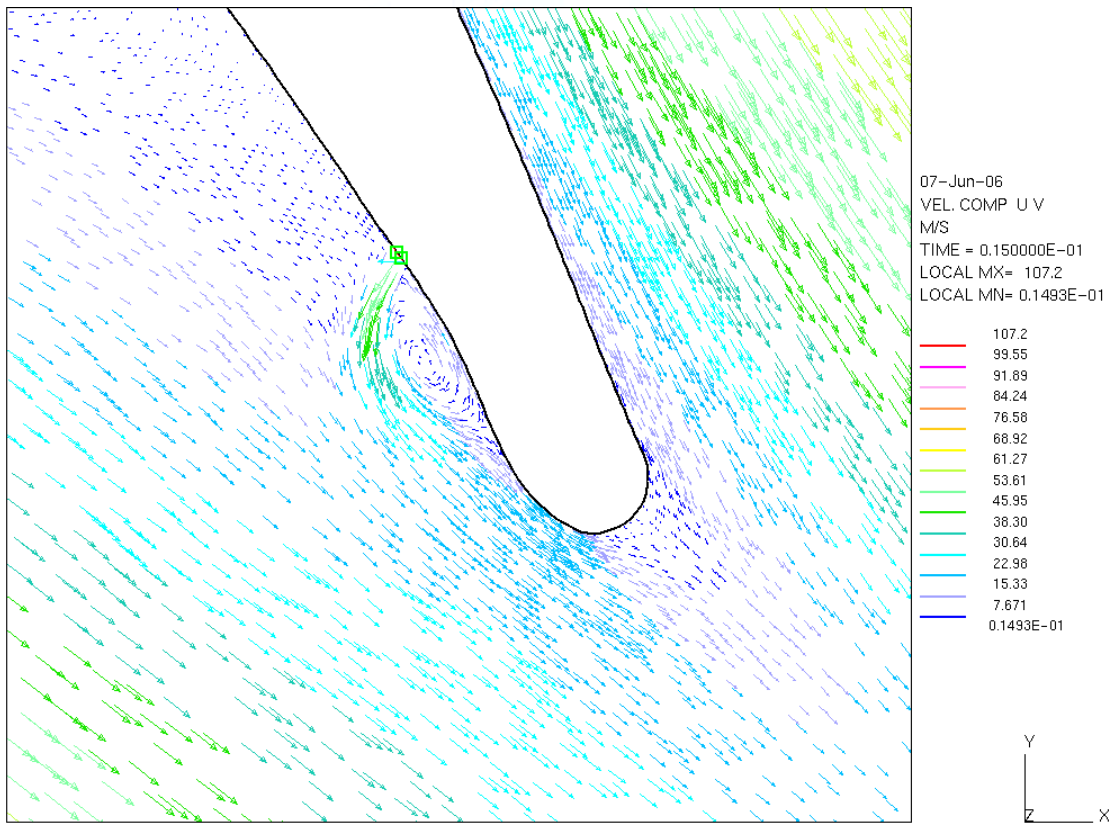 07-Jun-06
VEL. COMP U V
M/S
TIME = 0.150000E-01
LOCAL MX= 107.2
LOCAL MN= 0.1493E-01
107.2
99.55
91.89
84.24
76.58
68.92
61.27
53.61
45.95
38.30
30.64
22.98
15.33
7.671
0.1493E-01
Y
Z X